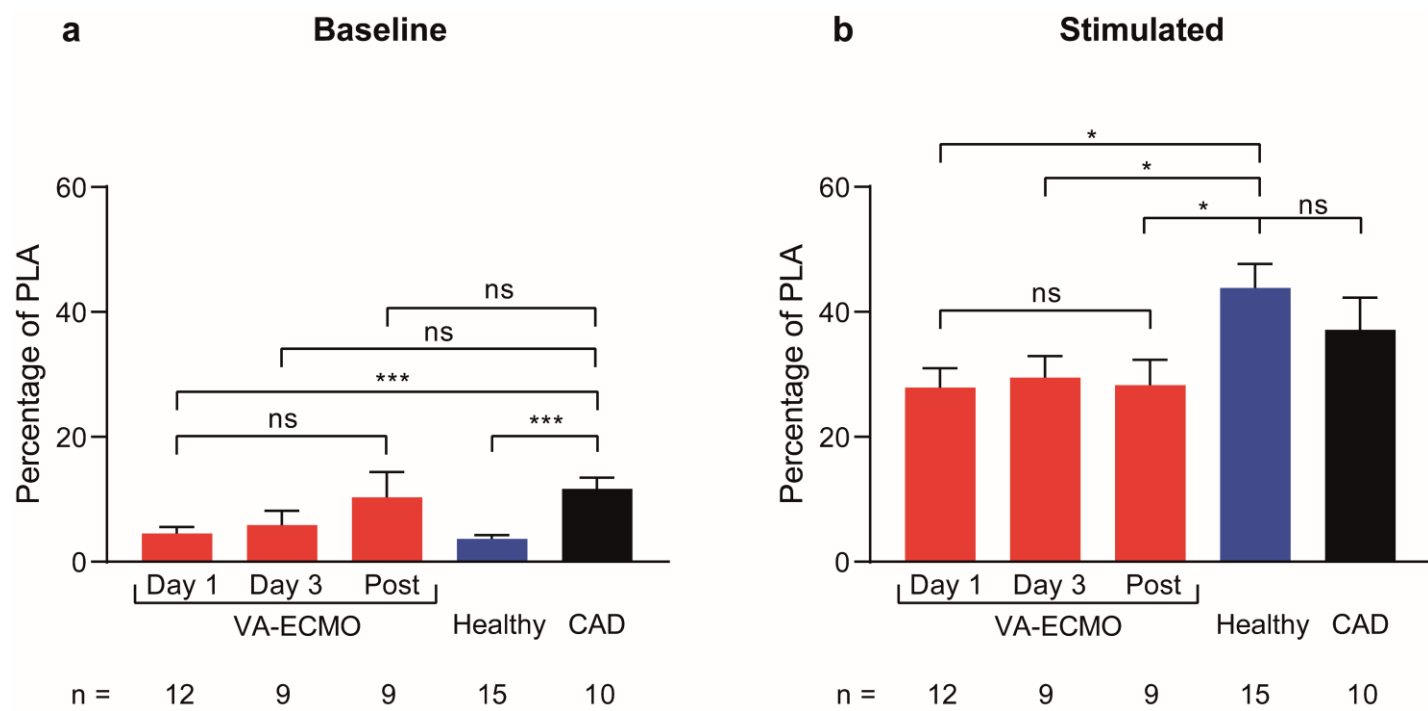 a Baseline
Percentage of PLA
60
40
20
0
ns
ns
***
ns
***
Day 1 Day 3 Post
VA-ECMO Healthy CAD
n = 12 9 9 15 10
b Stimulated
Percentage of PLA
60
40
20
0
*
*
*
ns
ns
Day 1 Day 3 Post
VA-ECMO Healthy CAD
n = 12 9 9 15 10